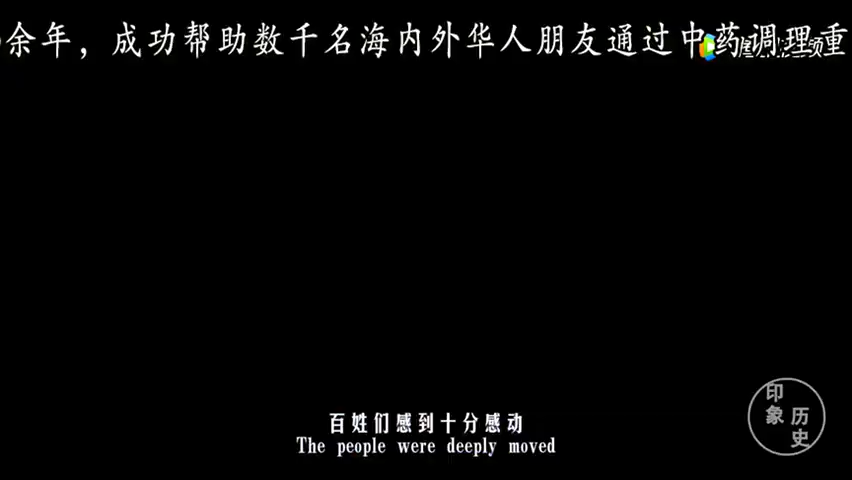 余年，成功帮助数千名海内外华人朋友通过中药调理重
百姓们感到十分感动
The people were deeply moved
印象
历史